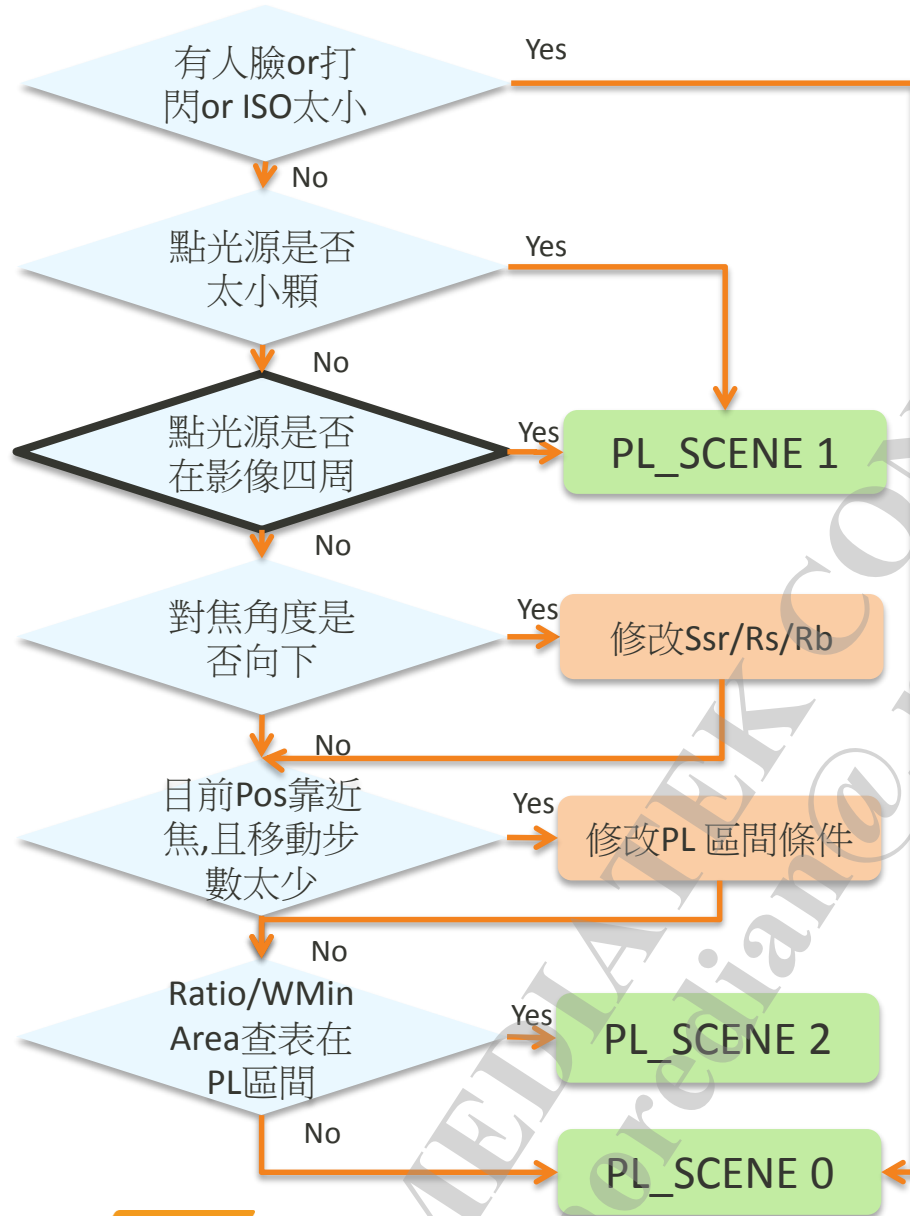 有人臉or打
閃or ISO太小
Yes
No
點光源是否
太小顆
Yes
No
點光源是否
在影像四周
Yes
PL_SCENE 1
No
對焦角度是
否向下
Yes
修改Ssr/Rs/Rb
No
目前Pos靠近
焦,且移動步
數太少
Yes
修改PL 區間條件
No
Ratio/WMin
Area查表在
PL區間
Yes
PL_SCENE 2
No
PL_SCENE 0
MEDIATEK CON